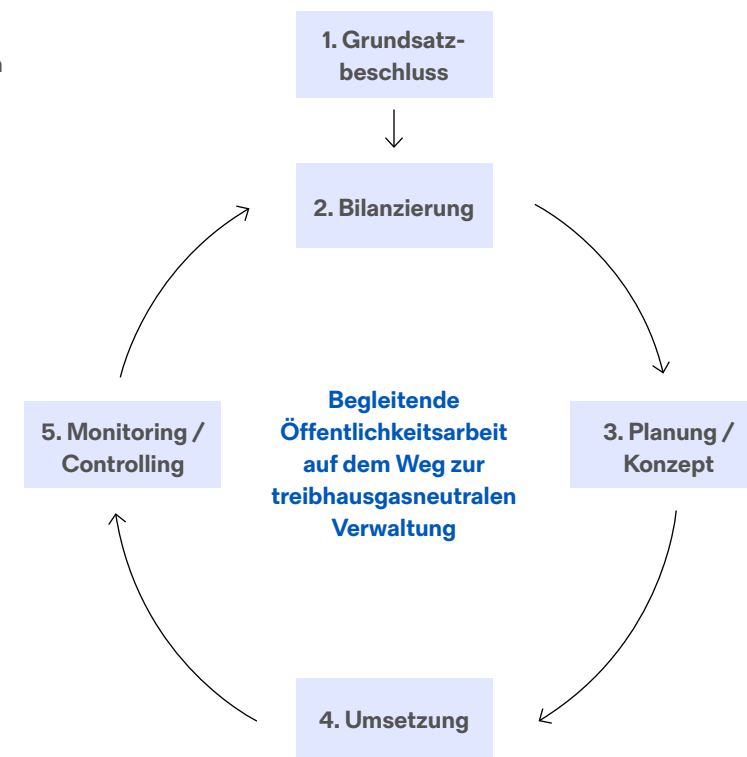 1. Grundsatz-
beschluss
2. Bilanzierung
3. Planung /
Konzept
4. Umsetzung
5. Monitoring /
Controlling
Begleitende
Öffentlichkeitsarbeit
auf dem Weg zur
treibhausgasneutralen
Verwaltung